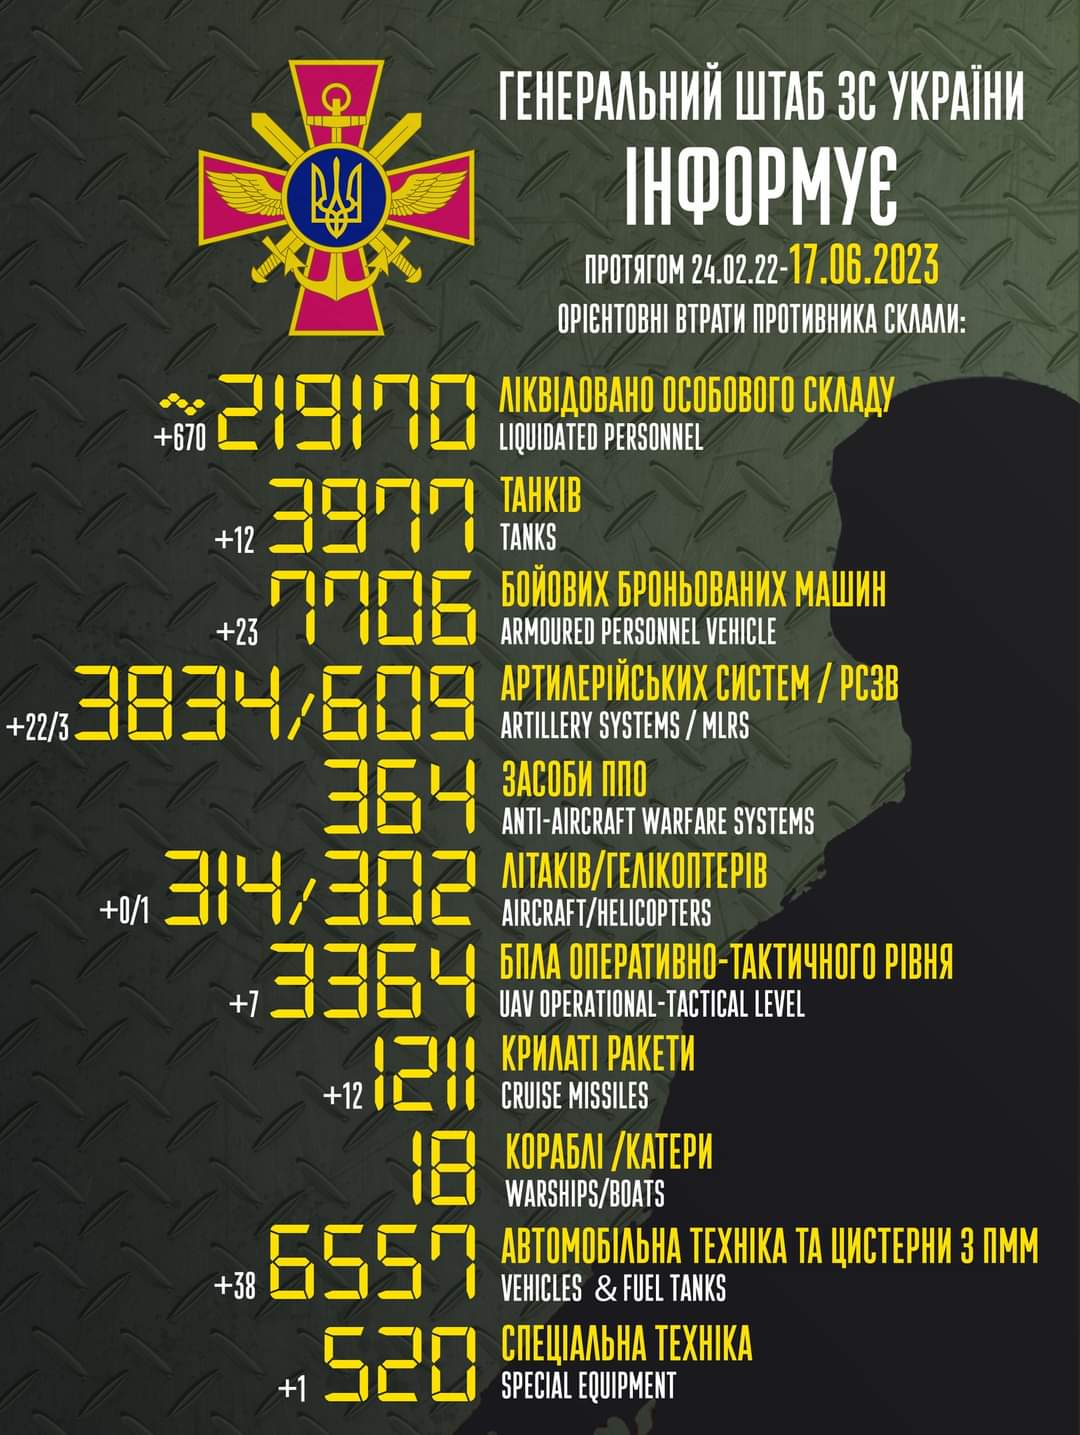 ГЕНЕРАЛЬНИЙ ШТАБ ЗС УКРАЇНИ
ІНФОРМУЄ
ПРОТЯГОМ 24.02.22-17.06.2023
ОРІЄНТОВНІ ВТРАТИ ПРОТИВНИКА СКЛАЛИ:
~219170 ЛІКВІДОВАНО ОСОБОВОГО СКЛАДУ
+670 LIQUIDATED PERSONNEL
3977 ТАНКІВ
+12 TANKS
7706 БОЙОВИХ БРОНЬОВАНИХ МАШИН
+23 ARMOURED PERSONNEL VEHICLE
3834/609 АРТИЛЕРІЙСЬКИХ СИСТЕМ / РСЗВ
+22/3 ARTILLERY SYSTEMS / MLRS
364 ЗАСОБИ ППО
ANTI-AIRCRAFT WARFARE SYSTEMS
314/302 ЛІТАКІВ/ГЕЛІКОПТЕРІВ
+0/1 AIRCRAFT/HELICOPTERS
3364 БПЛА ОПЕРАТИВНО-ТАКТИЧНОГО РІВНЯ
+7 UAV OPERATIONAL-TACTICAL LEVEL
1211 КРИЛАТІ РАКЕТИ
+12 CRUISE MISSILES
18 КОРАБЛІ /КАТЕРИ
WARSHIPS/BOATS
6557 АВТОМОБІЛЬНА ТЕХНІКА ТА ЦИСТЕРНИ З ПММ
+38 VEHICLES & FUEL TANKS
520 СПЕЦІАЛЬНА ТЕХНІКА
+1 SPECIAL EQUIPMENT